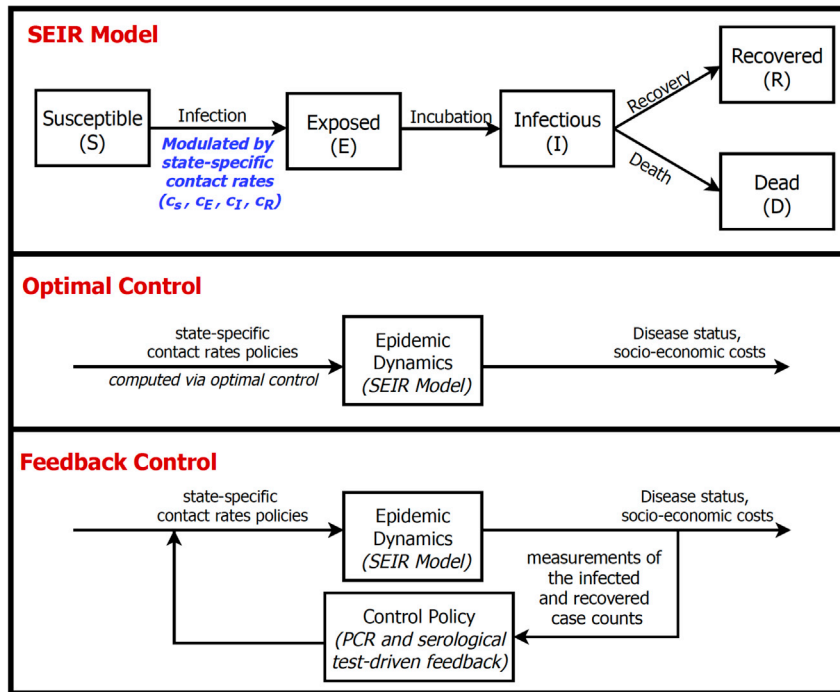 SEIR Model
Susceptible
(S)
Infection
Modulated by
state-specific
contact rates
(cs , cE , cI , cR)
Exposed
(E)
Incubation
Infectious
(I)
Recovery
Death
Recovered
(R)
Dead
(D)
Optimal Control
state-specific
contact rates policies
computed via optimal control
Epidemic
Dynamics
(SEIR Model)
Disease status,
socio-economic costs
Feedback Control
state-specific
contact rates policies
Epidemic
Dynamics
(SEIR Model)
Disease status,
socio-economic costs
measurements of
the infected
and recovered
case counts
Control Policy
(PCR and serological
test-driven feedback)